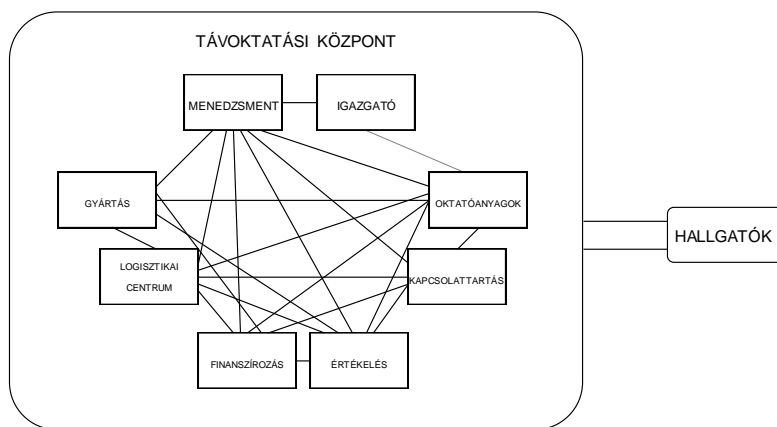 TÁVOKTATÁSI KÖZPONT
MENEDZSMENT
IGAZGATÓ
GYÁRTÁS
OKTATÓANYAGOK
HALLGATÓK
LOGISZTIKAI
CENTRUM
KAPCSOLATTARTÁS
FINANSZÍROZÁS
ÉRTÉKELÉS